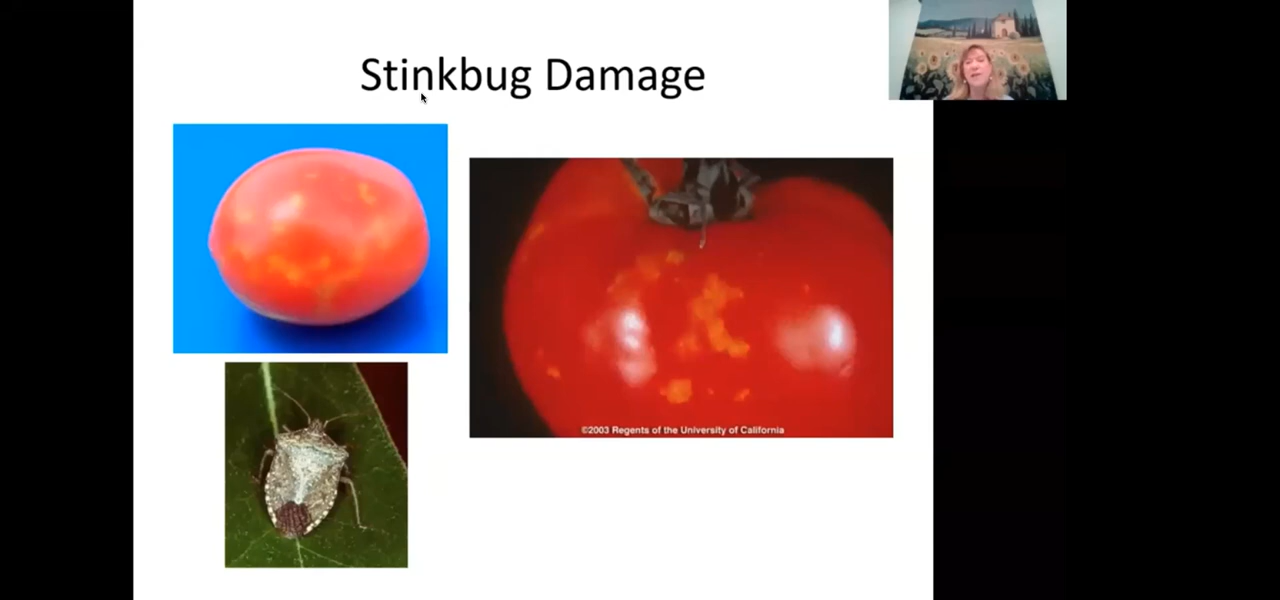 Stinkbug Damage
©2003 Regents of the University of California